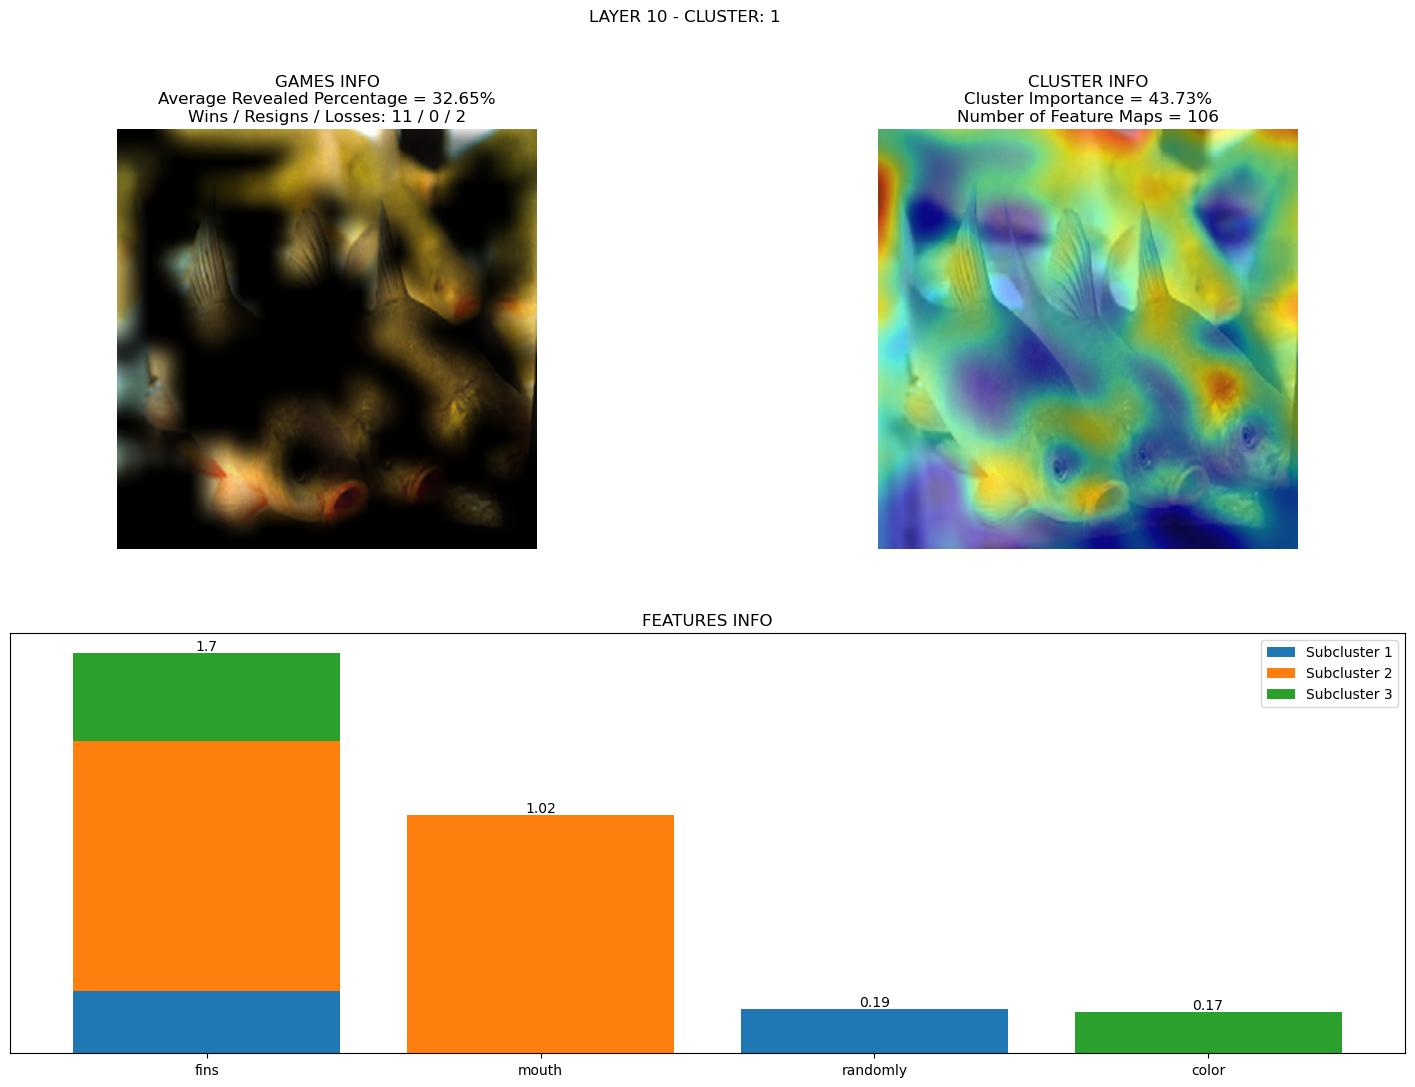 LAYER 10 - CLUSTER: 1
GAMES INFO
Average Revealed Percentage = 32.65%
Wins / Resigns / Losses: 11 / 0 / 2
CLUSTER INFO
Cluster Importance = 43.73%
Number of Feature Maps = 106
FEATURES INFO
1.7
1.02
0.19
0.17
Subcluster 1
Subcluster 2
Subcluster 3
fins
mouth
randomly
color